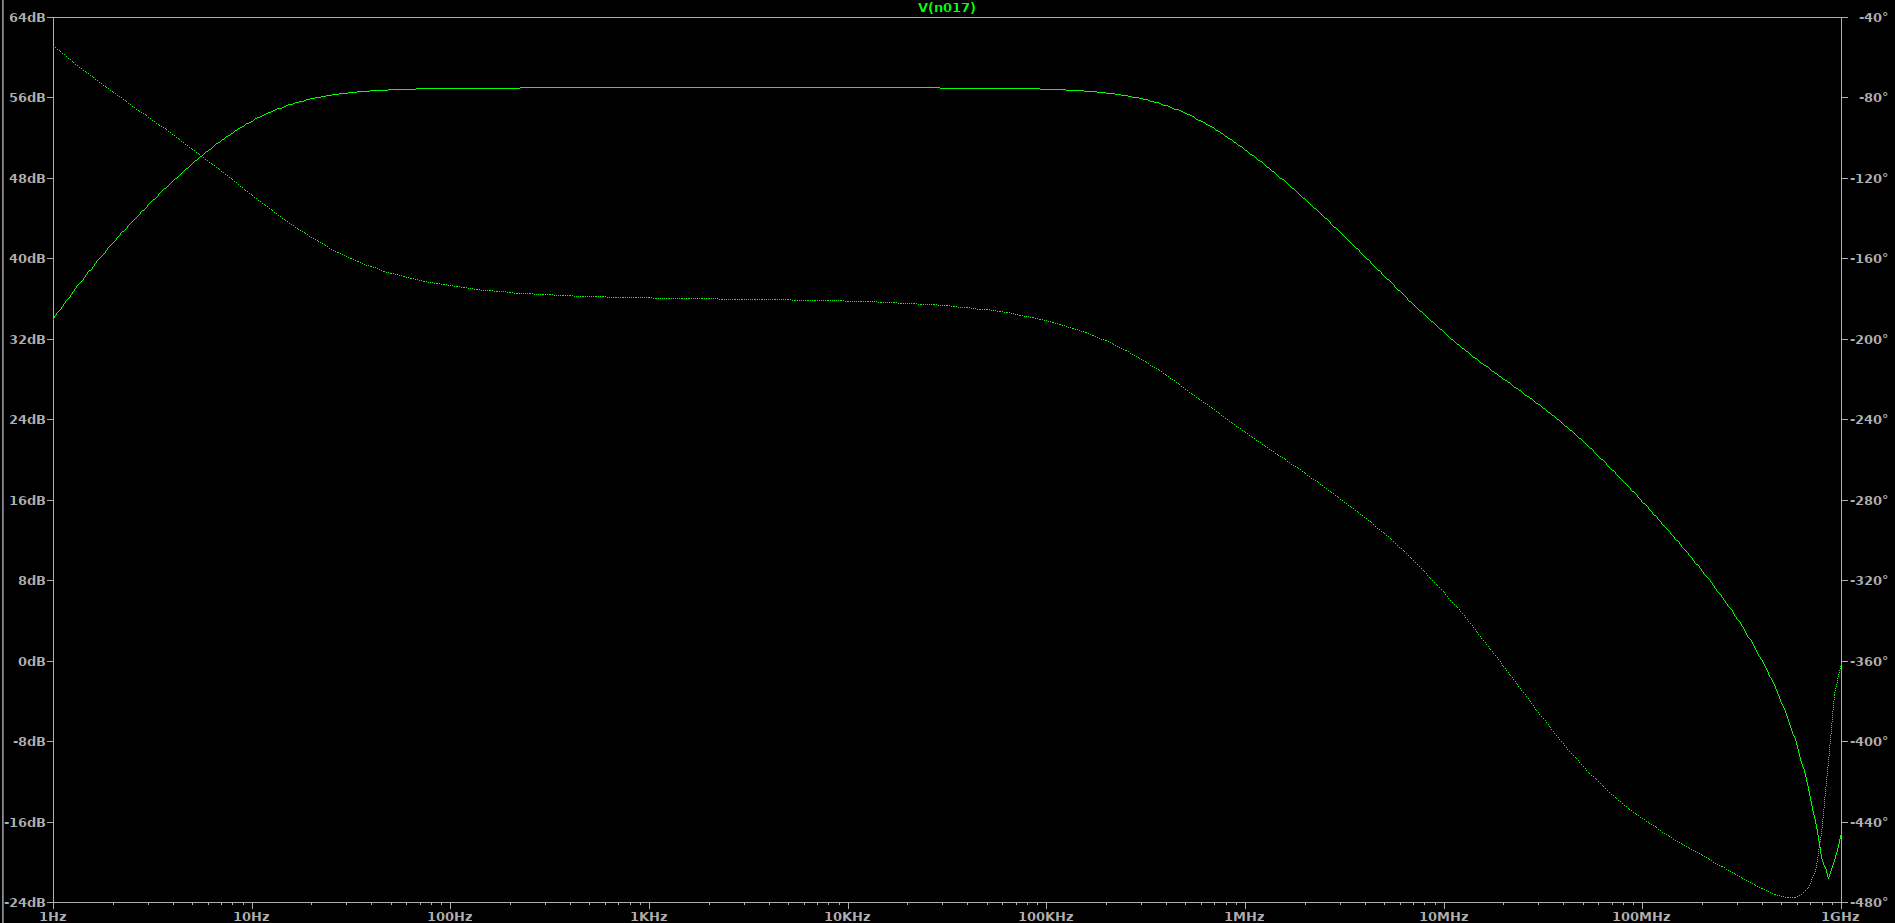 V(n017)
64dB -40°
56dB -80°
48dB -120°
40dB -160°
32dB -200°
24dB -240°
16dB -280°
8dB -320°
0dB -360°
-8dB -400°
-16dB -440°
-24dB -480°
1Hz 10Hz 100Hz 1KHz 10KHz 100KHz 1MHz 10MHz 100MHz 1GHz